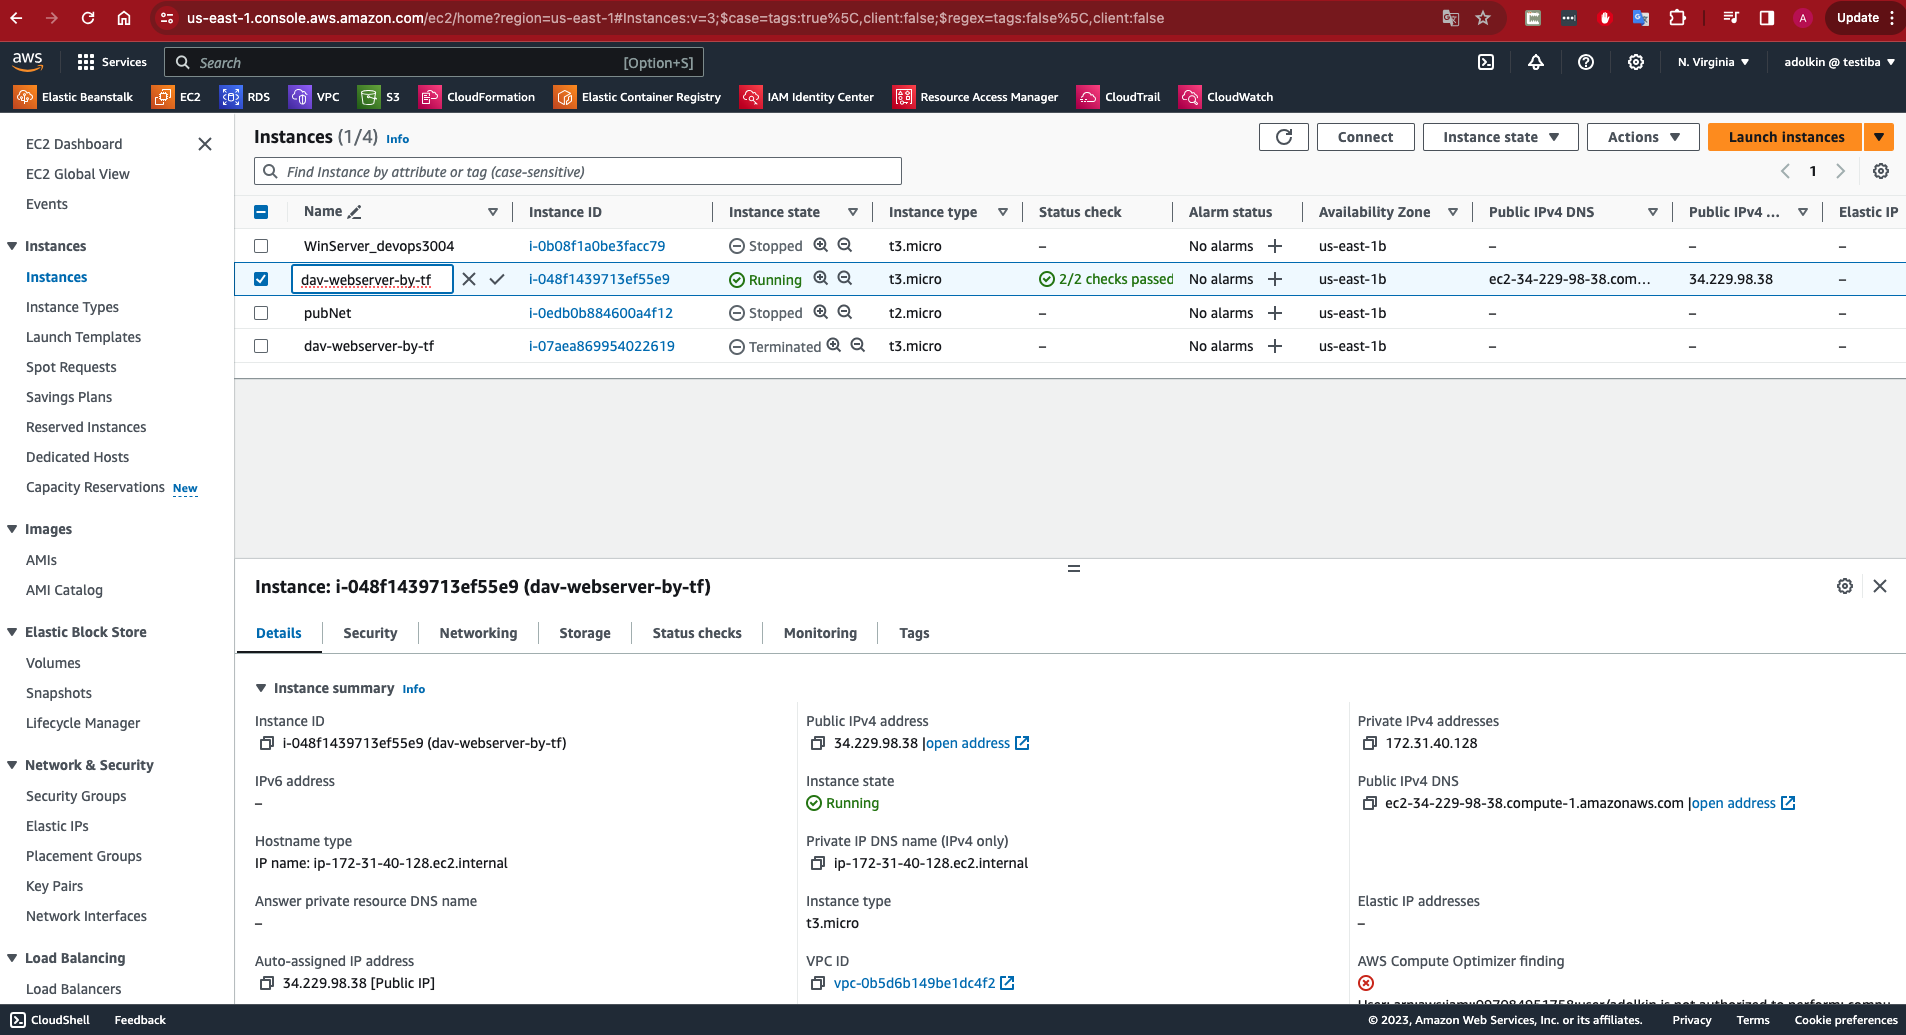 us-east-1.console.aws.amazon.com/ec2/home?region=us-east-1#Instances:v=3;$case=tags:true%5C,client:false;$regex=tags:false%5C,client:false
A
Update
aws
Services
Search
[Option+S]
N. Virginia
adolkin @ testiba
Elastic Beanstalk
EC2
RDS
VPC
S3
CloudFormation
Elastic Container Registry
IAM Identity Center
Resource Access Manager
CloudTrail
CloudWatch
EC2 Dashboard
EC2 Global View
Events
Instances
Instances
Instance Types
Launch Templates
Spot Requests
Savings Plans
Reserved Instances
Dedicated Hosts
Capacity Reservations New
Images
AMIs
AMI Catalog
Elastic Block Store
Volumes
Snapshots
Lifecycle Manager
Network & Security
Security Groups
Elastic IPs
Placement Groups
Key Pairs
Network Interfaces
Load Balancing
Load Balancers
Instances (1/4) Info
Connect
Instance state
Actions
Launch instances
Find Instance by attribute or tag (case-sensitive)
1
Name Instance ID Instance state Instance type Status check Alarm status Availability Zone Public IPv4 DNS Public IPv4 ... Elastic IP
WinServer_devops3004 i-0b08f1a0be3facc79 Stopped t3.micro – No alarms + us-east-1b – – –
dav-webserver-by-tf i-048f1439713ef55e9 Running t3.micro 2/2 checks passed No alarms + us-east-1b ec2-34-229-98-38.com... 34.229.98.38 –
pubNet i-0edb0b884600a4f12 Stopped t2.micro – No alarms + us-east-1b – – –
dav-webserver-by-tf i-07aea869954022619 Terminated t3.micro – No alarms + us-east-1b – – –
Instance: i-048f1439713ef55e9 (dav-webserver-by-tf)
Details
Security
Networking
Storage
Status checks
Monitoring
Tags
Instance summary Info
Instance ID
i-048f1439713ef55e9 (dav-webserver-by-tf)
Public IPv4 address
34.229.98.38 |open address
Private IPv4 addresses
172.31.40.128
IPv6 address
–
Instance state
Running
Public IPv4 DNS
ec2-34-229-98-38.compute-1.amazonaws.com |open address
Hostname type
IP name: ip-172-31-40-128.ec2.internal
Private IP DNS name (IPv4 only)
ip-172-31-40-128.ec2.internal
Answer private resource DNS name
–
Instance type
t3.micro
Elastic IP addresses
–
Auto-assigned IP address
34.229.98.38 [Public IP]
VPC ID
vpc-0b5d6b149be1dc4f2
AWS Compute Optimizer finding
CloudShell
Feedback
© 2023, Amazon Web Services, Inc. or its affiliates.
Privacy
Terms
Cookie preferences